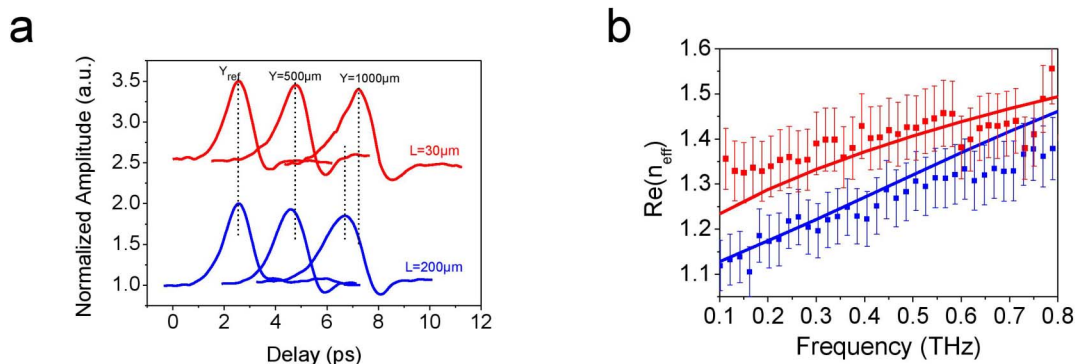 a
Normalized Amplitude (a.u.)
3.5
3.0
2.5
2.0
1.5
1.0
Yref
Y=500µm
Y=1000µm
L=30µm
L=200µm
0 2 4 6 8 10 12
Delay (ps)
b
Re(neff)
1.6
1.5
1.4
1.3
1.2
1.1
0.1 0.2 0.3 0.4 0.5 0.6 0.7 0.8
Frequency (THz)